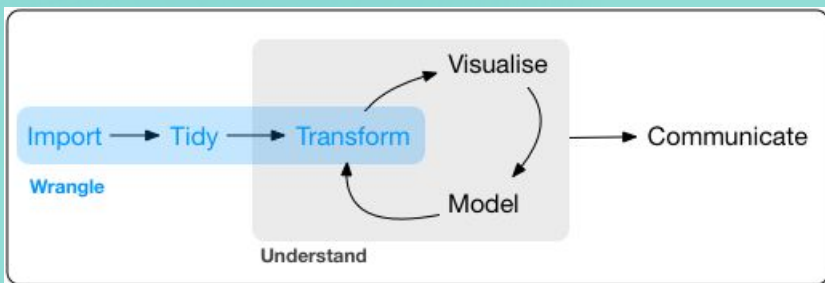 Visualise
Import Tidy Transform Communicate
Wrangle
Model
Understand